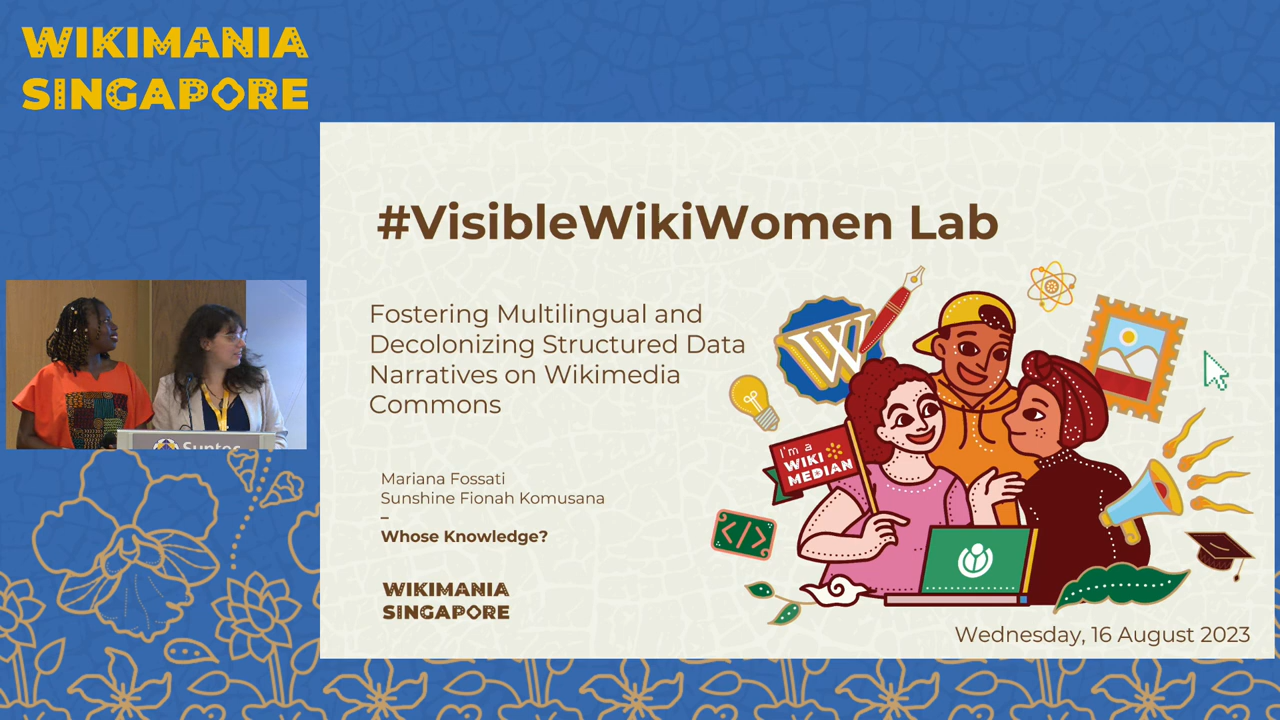 WIKIMANIA
SINGAPORE
#VisibleWikiWomen Lab
Fostering Multilingual and
Decolonizing Structured Data
Narratives on Wikimedia
Commons
Mariana Fossati
Sunshine Fionah Komusana
–
Whose Knowledge?
WIKIMANIA
SINGAPORE
W
I'm a
WIKI
MEDIAN
</>
Wednesday, 16 August 2023
Suntec